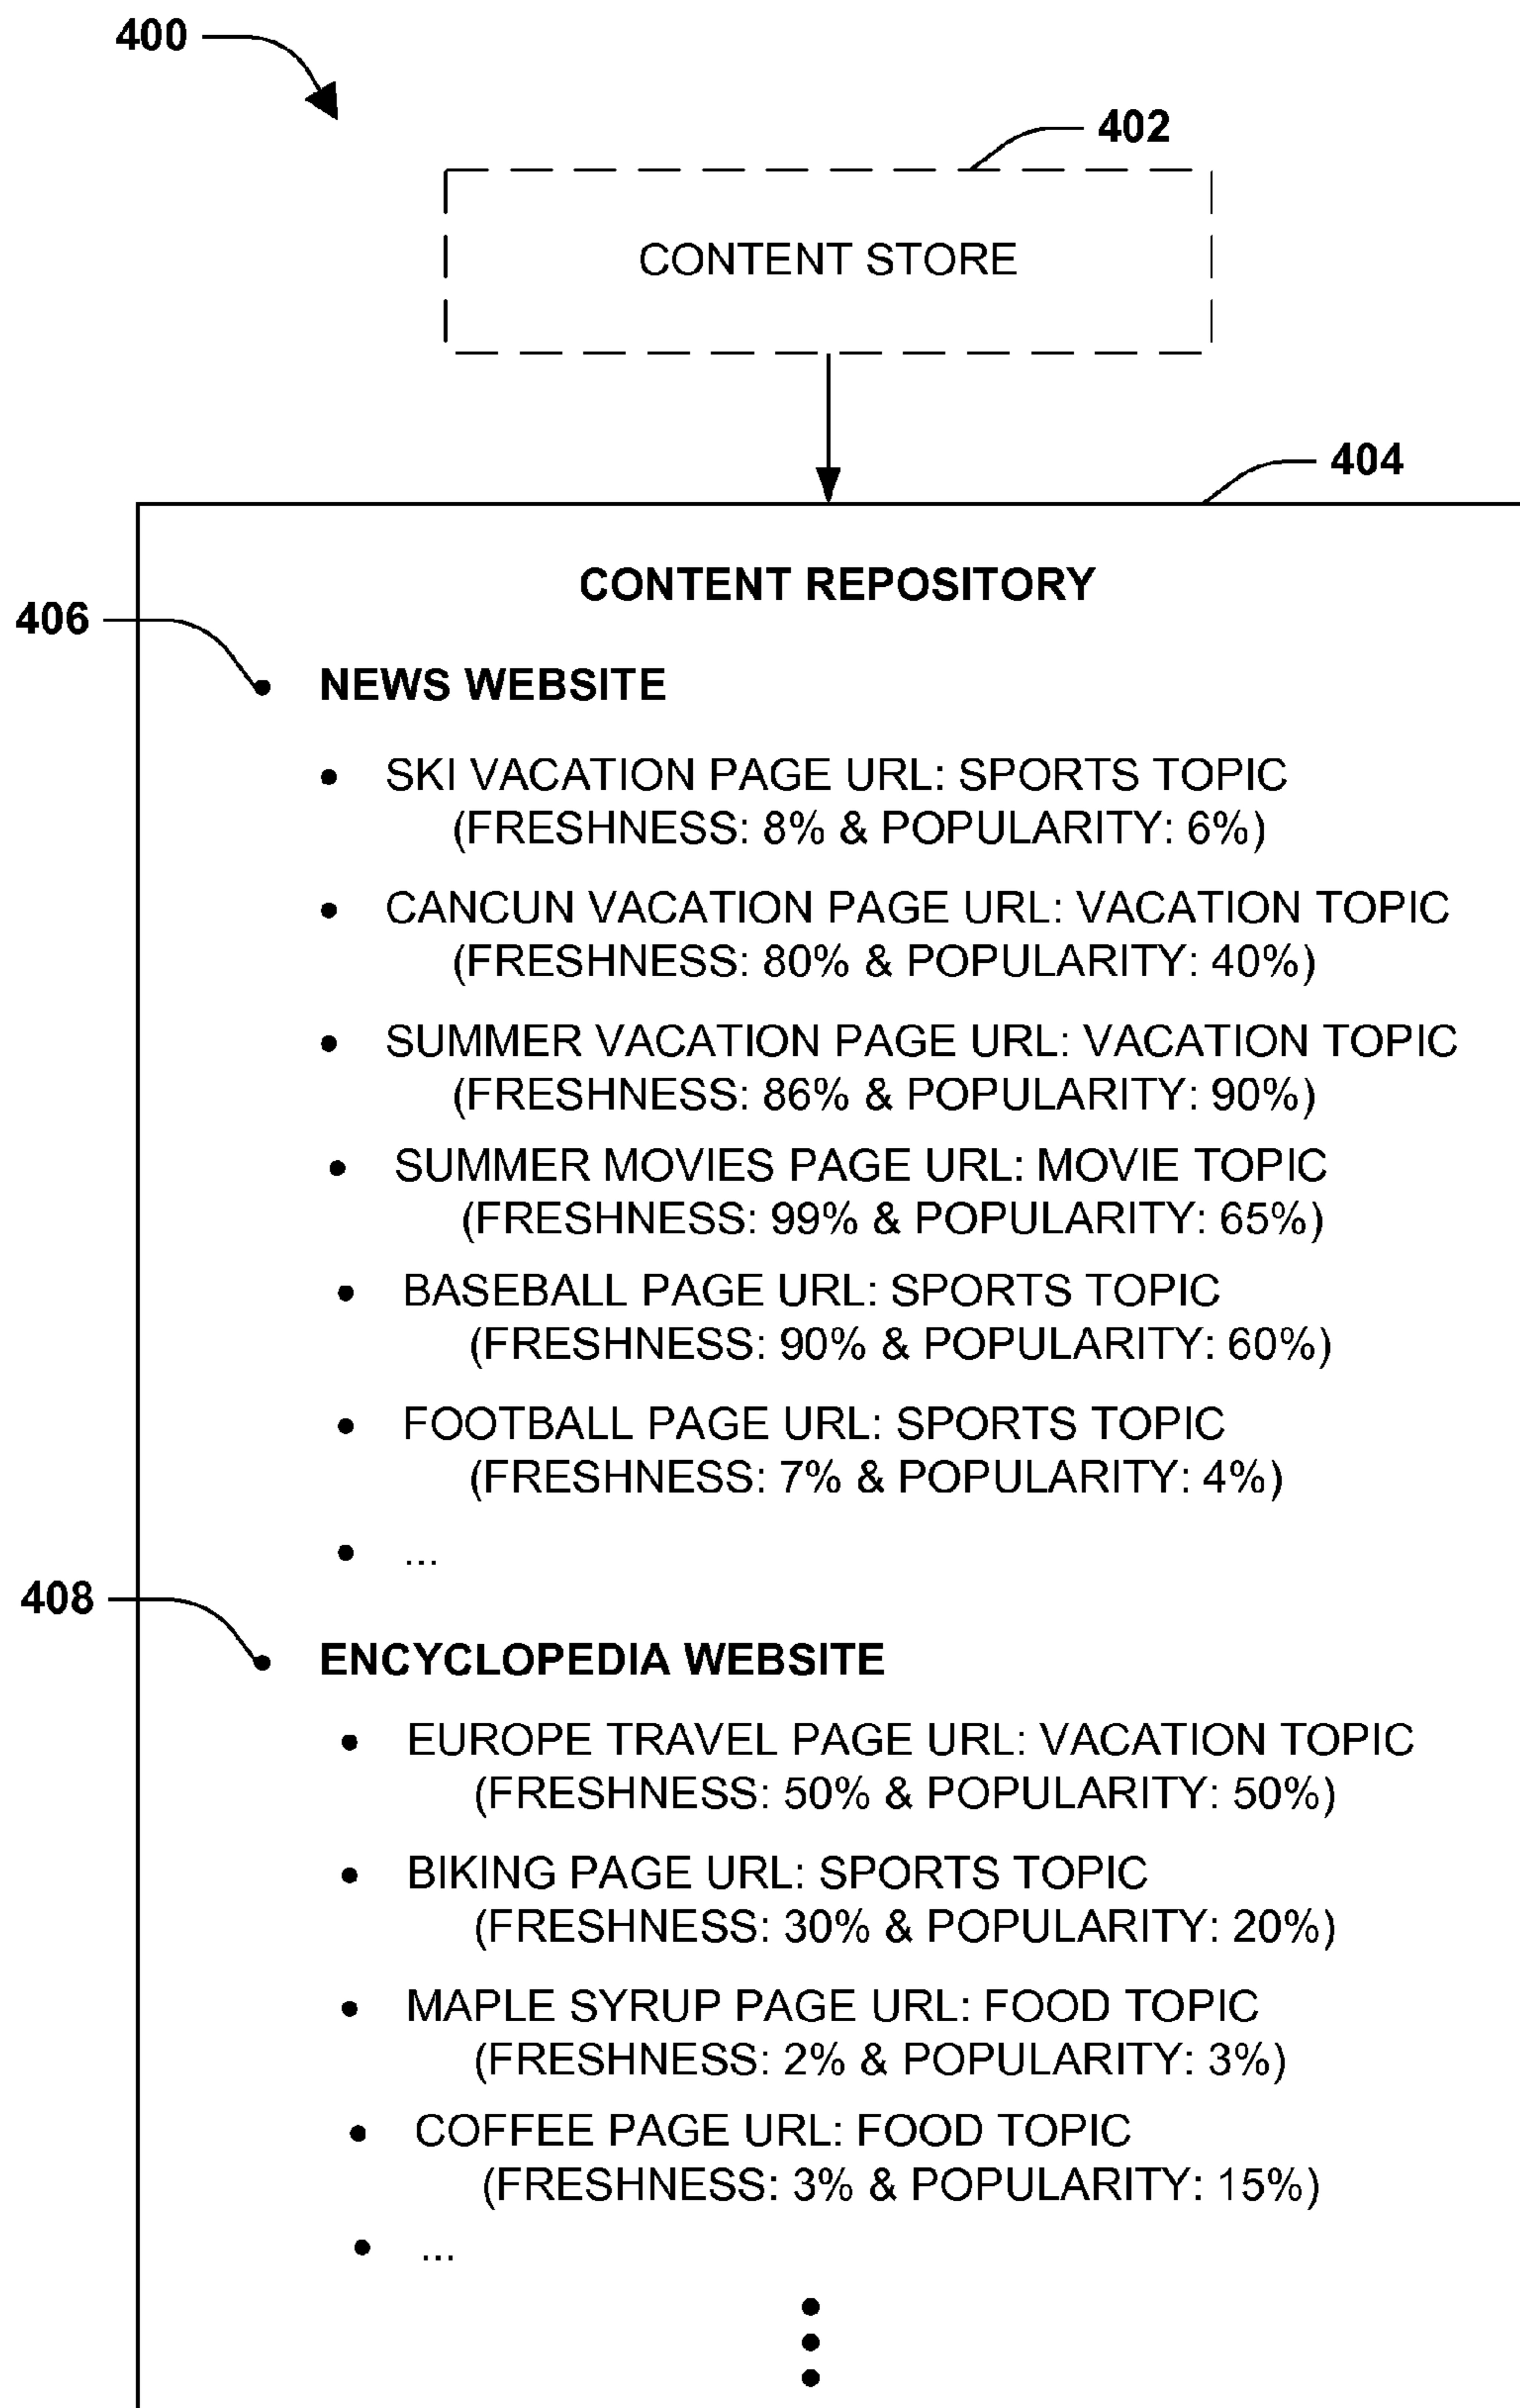 400
402
CONTENT STORE
404
CONTENT REPOSITORY
406
• NEWS WEBSITE
• SKI VACATION PAGE URL: SPORTS TOPIC
(FRESHNESS: 8% & POPULARITY: 6%)
• CANCUN VACATION PAGE URL: VACATION TOPIC
(FRESHNESS: 80% & POPULARITY: 40%)
• SUMMER VACATION PAGE URL: VACATION TOPIC
(FRESHNESS: 86% & POPULARITY: 90%)
• SUMMER MOVIES PAGE URL: MOVIE TOPIC
(FRESHNESS: 99% & POPULARITY: 65%)
• BASEBALL PAGE URL: SPORTS TOPIC
(FRESHNESS: 90% & POPULARITY: 60%)
• FOOTBALL PAGE URL: SPORTS TOPIC
(FRESHNESS: 7% & POPULARITY: 4%)
• ...
408
• ENCYCLOPEDIA WEBSITE
• EUROPE TRAVEL PAGE URL: VACATION TOPIC
(FRESHNESS: 50% & POPULARITY: 50%)
• BIKING PAGE URL: SPORTS TOPIC
(FRESHNESS: 30% & POPULARITY: 20%)
• MAPLE SYRUP PAGE URL: FOOD TOPIC
(FRESHNESS: 2% & POPULARITY: 3%)
• COFFEE PAGE URL: FOOD TOPIC
(FRESHNESS: 3% & POPULARITY: 15%)
• ...